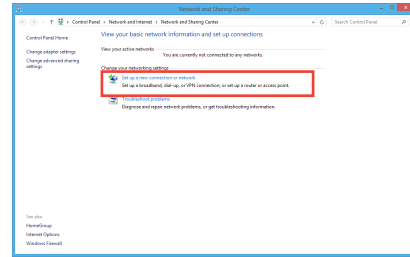 Network and Sharing Center
Control Panel ▸ Network and Internet ▸ Network and Sharing Center
Search Control Panel
Control Panel Home
Change adapter settings
Change advanced sharing
settings
View your basic network information and set up connections
View your active networks
You are currently not connected to any networks.
Change your networking settings
Set up a new connection or network
Set up a broadband, dial-up, or VPN connection; or set up a router or access point.
Troubleshoot problems
Diagnose and repair network problems, or get troubleshooting information.
See also
HomeGroup
Internet Options
Windows Firewall